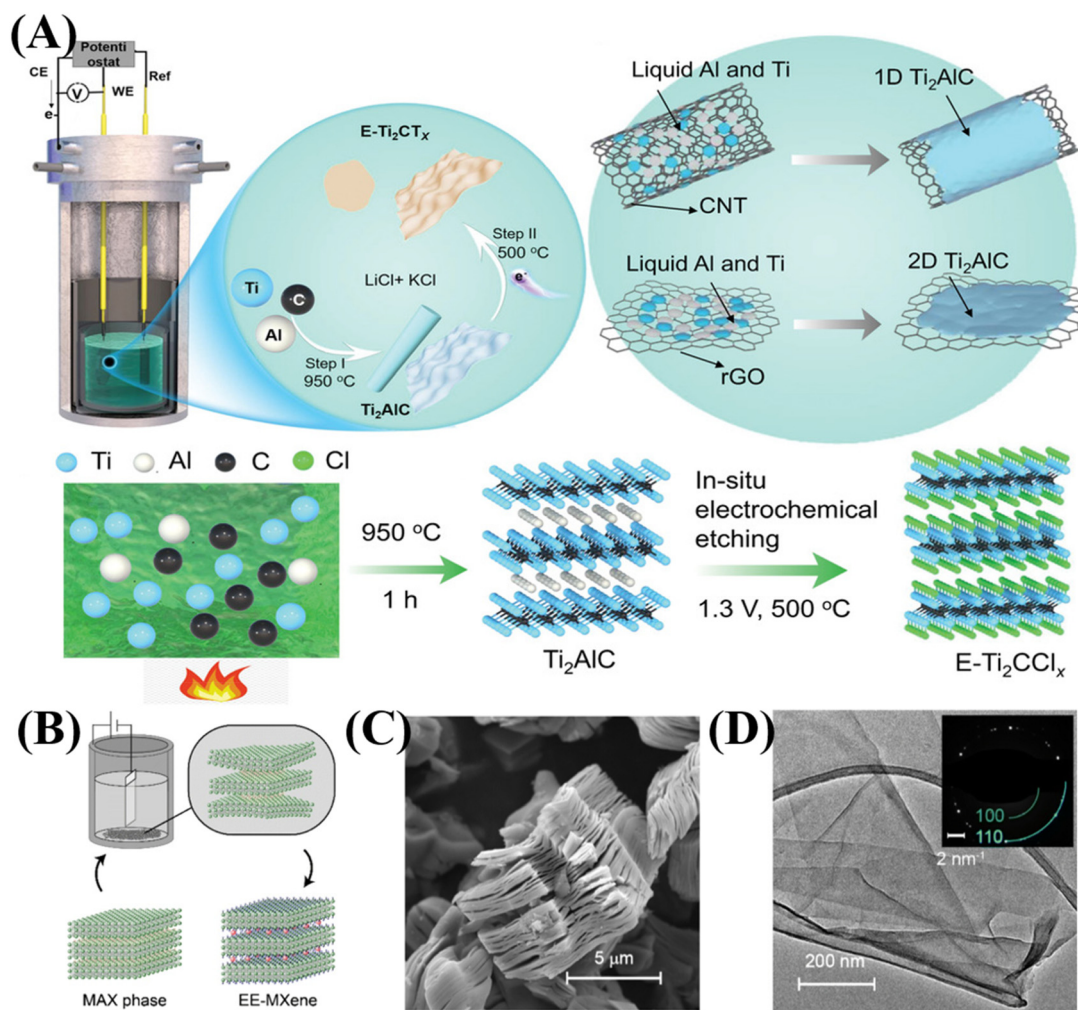 (A)
Potenti
ostat
CE
V
WE
Ref
e-
E-Ti₂CTₓ
Step II
500 °C
e
LiCl+ KCl
Ti
C
Al
Step I
950 °C
Ti₂AlC
Liquid Al and Ti
1D Ti₂AlC
CNT
Liquid Al and Ti
2D Ti₂AlC
rGO
Ti Al C Cl
950 °C
1 h
Ti₂AlC
In-situ
electrochemical
etching
1.3 V, 500 °C
E-Ti₂CClₓ
(B)
MAX phase
EE-MXene
(C)
5 μm
(D)
100
110
2 nm⁻¹
200 nm